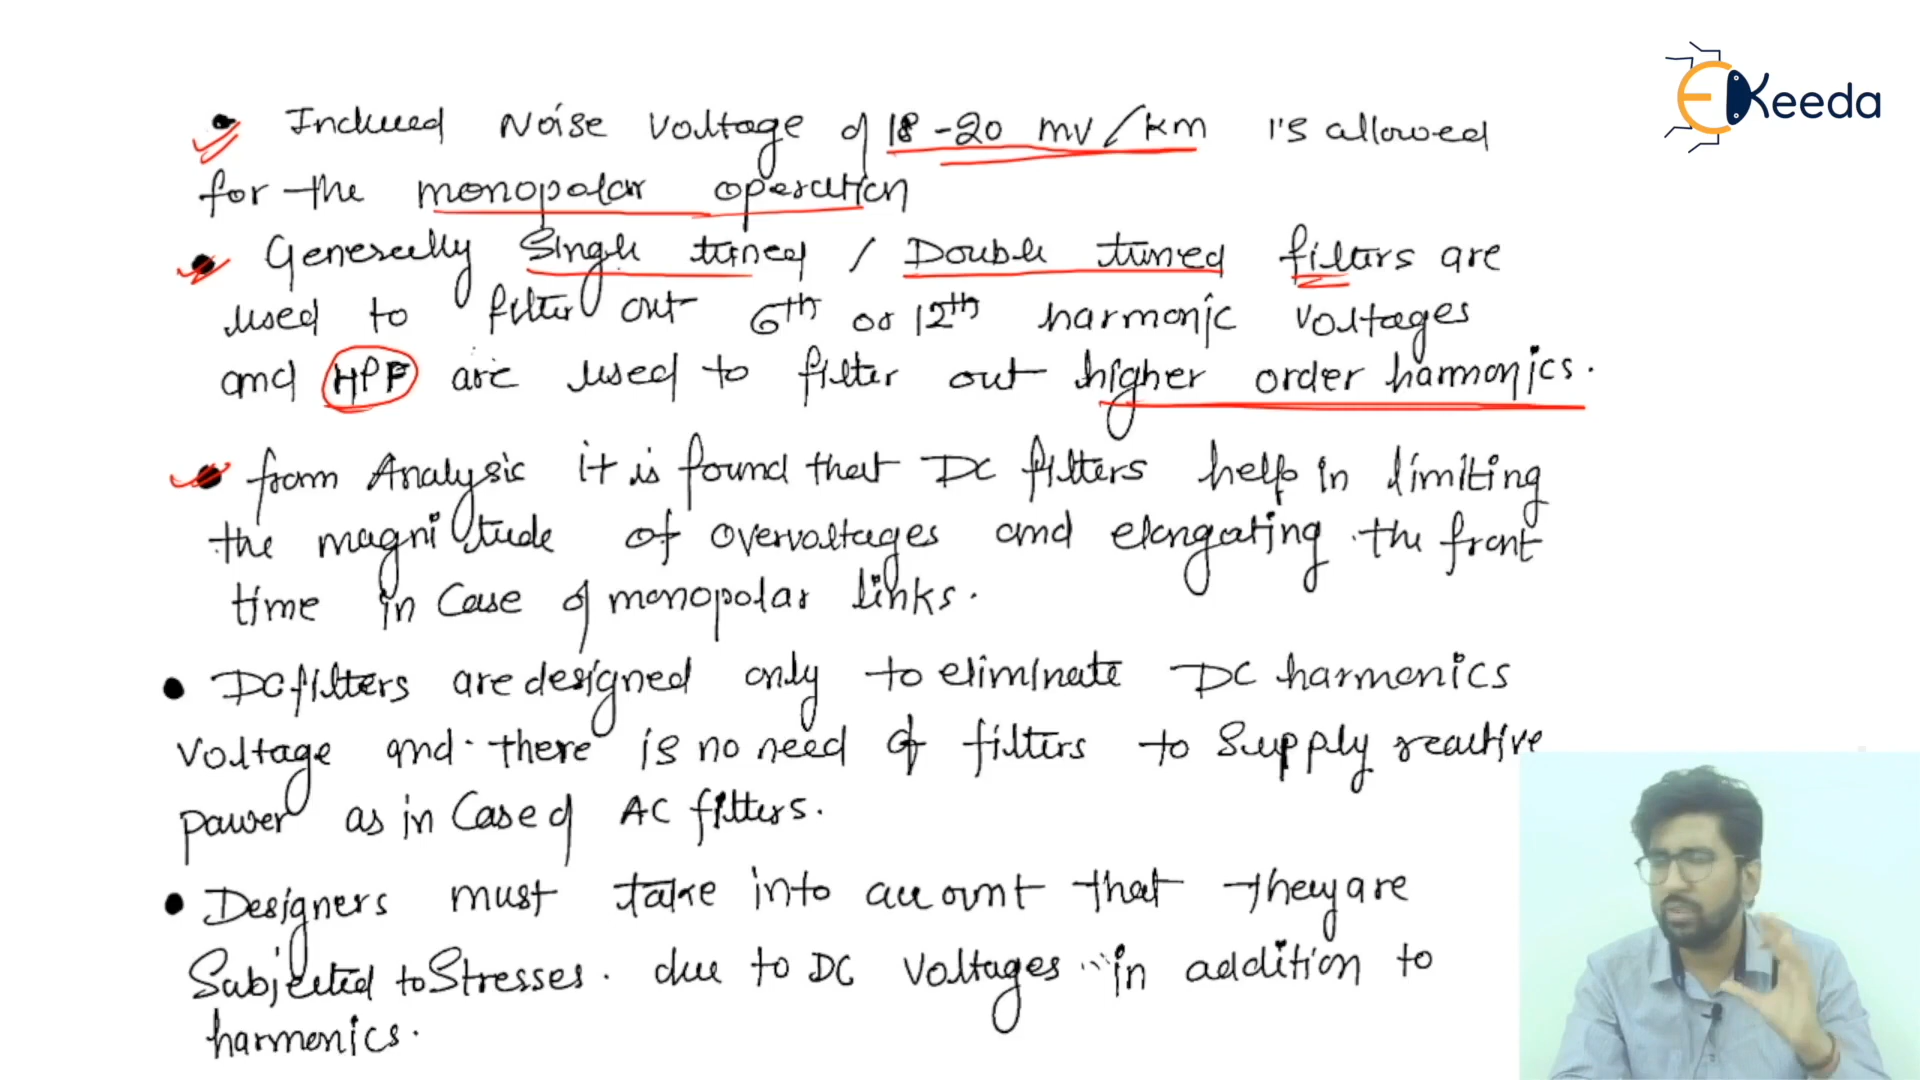 EKeeda
• Induced Noise Voltage of 18-20 mv/km is allowed
for the monopolar operation
• Generally Single tuned / Double tuned filters are
used to filter out 6th or 12th harmonic voltages
and HPF are used to filter out higher order harmonics.
• from Analysis it is found that DC filters help in limiting
the magnitude of overvoltages and elongating the front
time in Case of monopolar links.
• DC filters are designed only to eliminate DC harmonics
Voltage and there is no need of filters to Supply reactive
power as in Case of AC filters.
• Designers must take into account that they are
Subjected to Stresses. due to DC Voltages in addition to
harmonics.